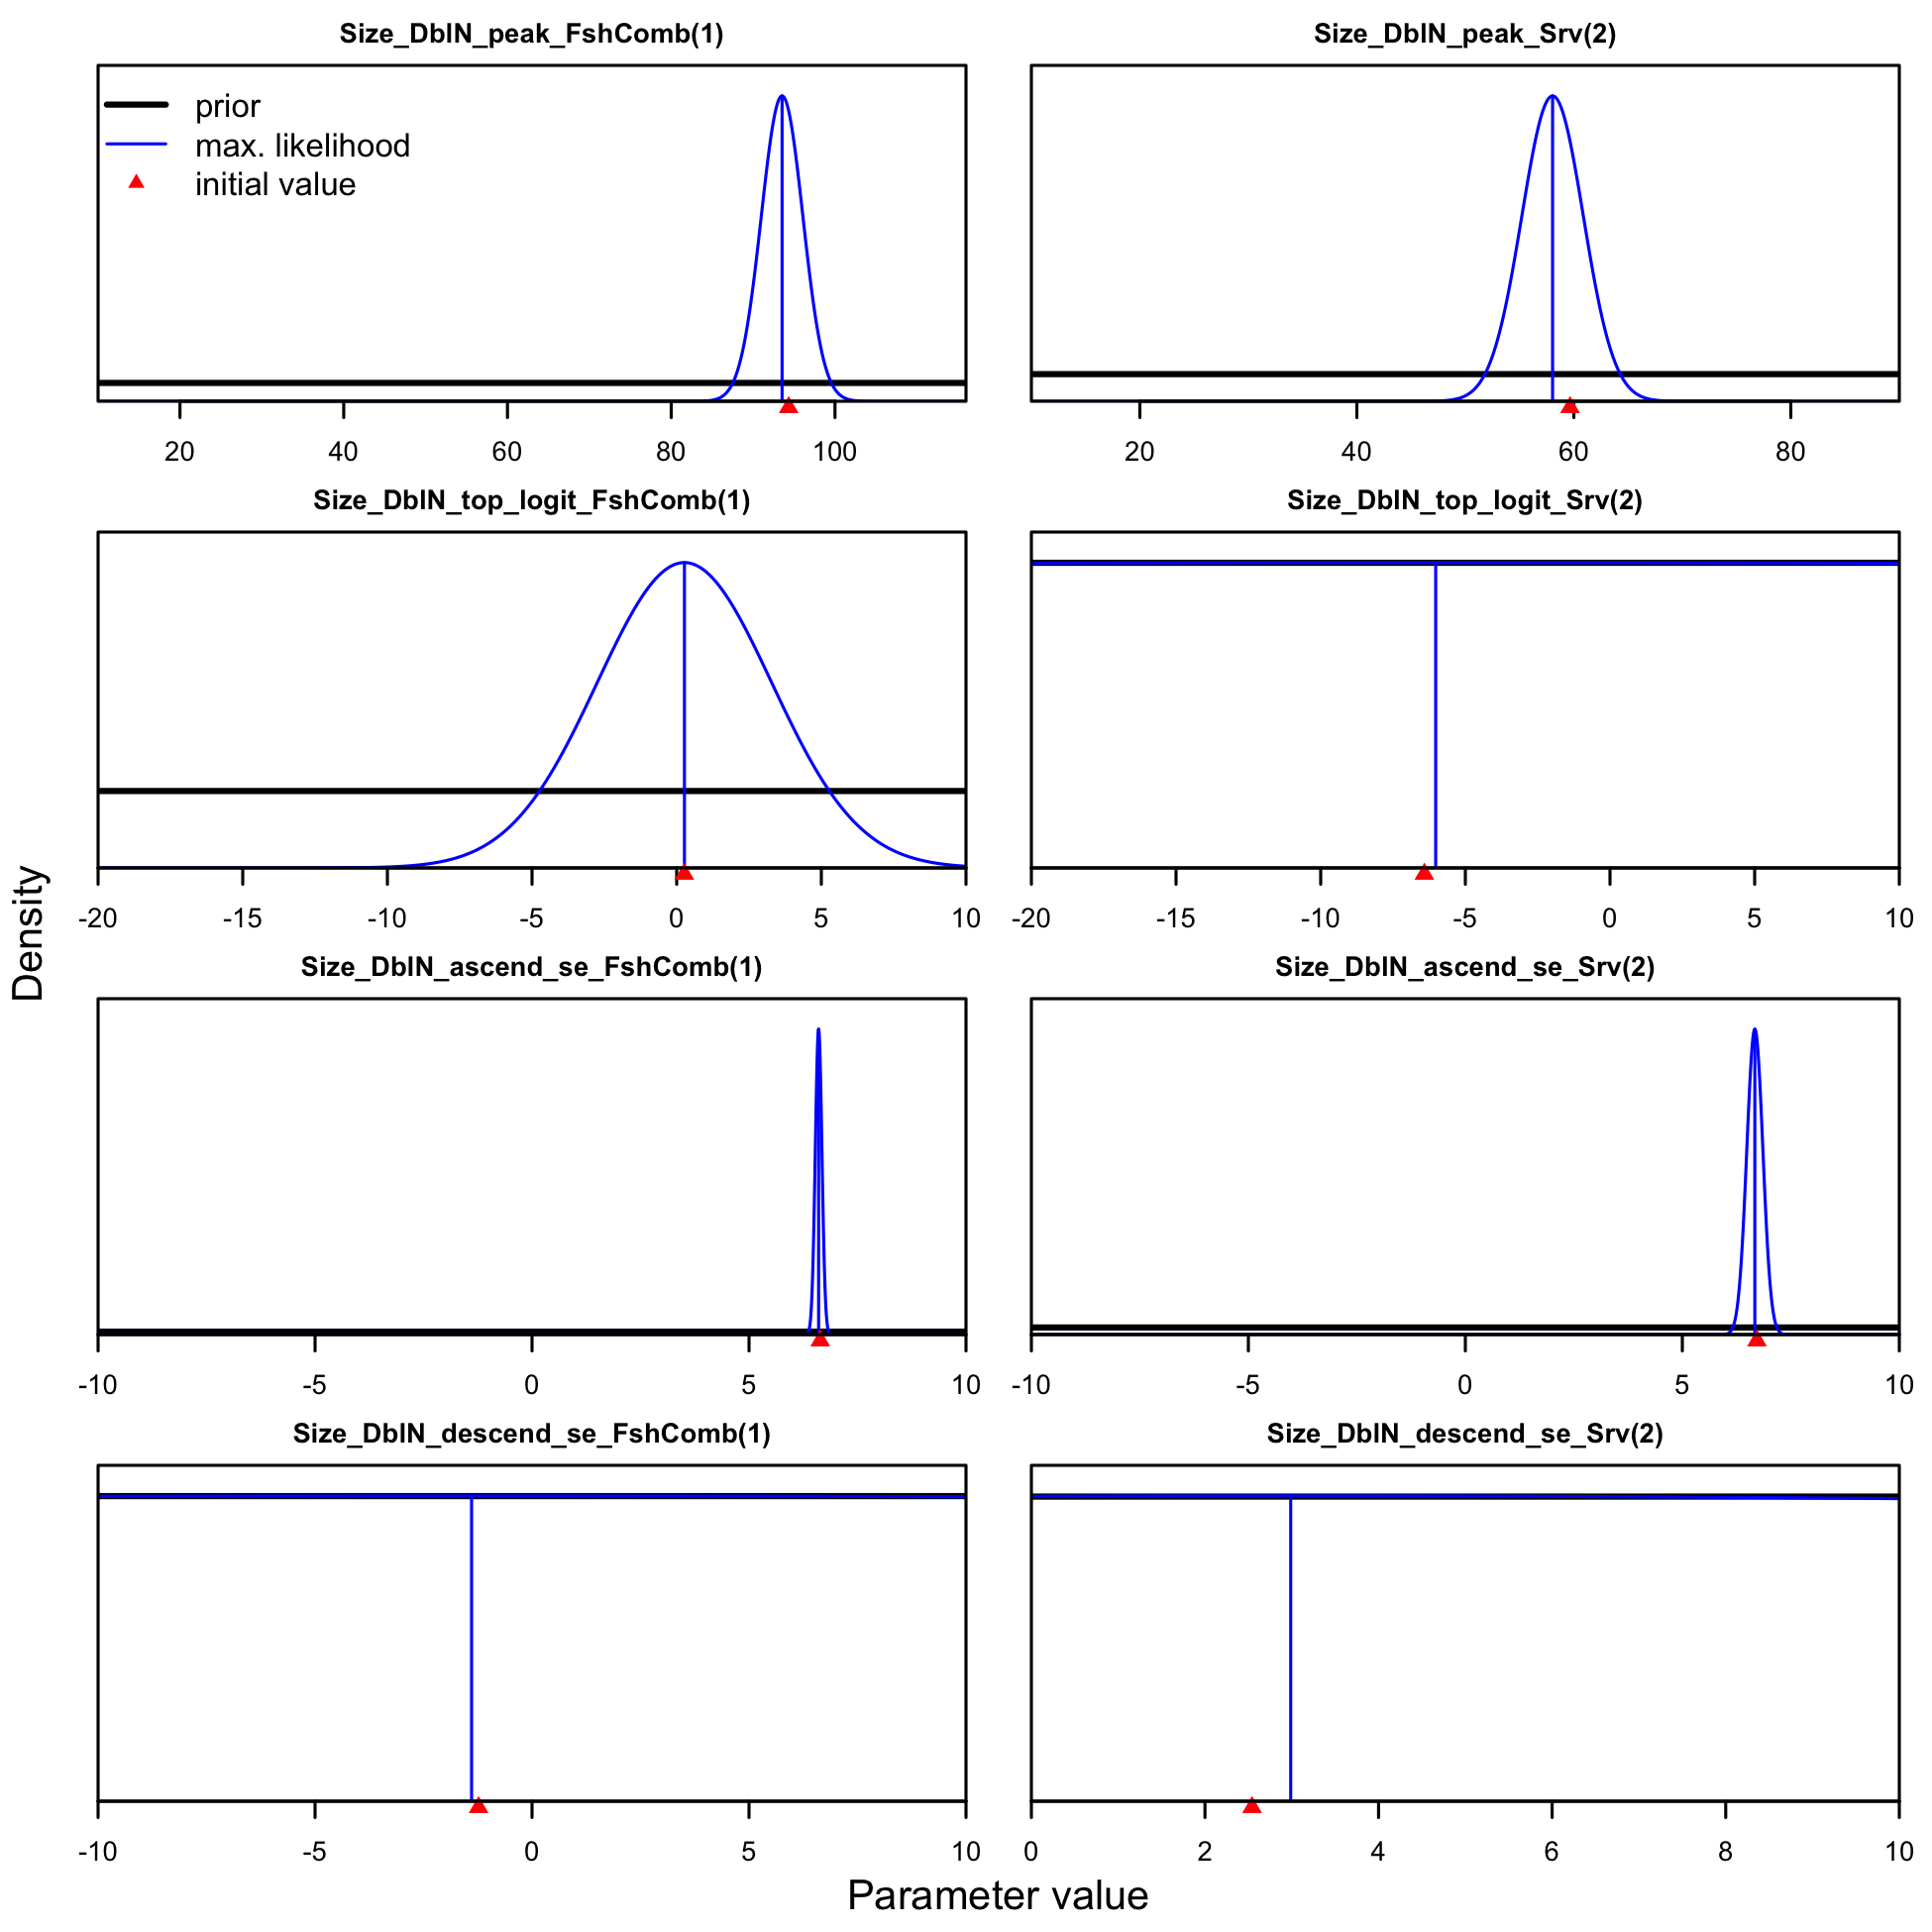 Size_DblN_peak_FshComb(1)
prior
max. likelihood
initial value
20 40 60 80 100
Size_DblN_peak_Srv(2)
20 40 60 80
Size_DblN_top_logit_FshComb(1)
-20 -15 -10 -5 0 5 10
Size_DblN_top_logit_Srv(2)
-20 -15 -10 -5 0 5 10
Size_DblN_ascend_se_FshComb(1)
-10 -5 0 5 10
Size_DblN_ascend_se_Srv(2)
-10 -5 0 5 10
Size_DblN_descend_se_FshComb(1)
-10 -5 0 5 10
Size_DblN_descend_se_Srv(2)
0 2 4 6 8 10
Density
Parameter value